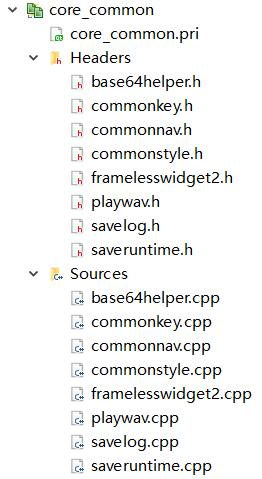 core_common
core_common.pri
Headers
base64helper.h
commonkey.h
commonnav.h
commonstyle.h
framelesswidget2.h
playwav.h
savelog.h
saveruntime.h
Sources
base64helper.cpp
commonkey.cpp
commonnav.cpp
commonstyle.cpp
framelesswidget2.cpp
playwav.cpp
savelog.cpp
saveruntime.cpp